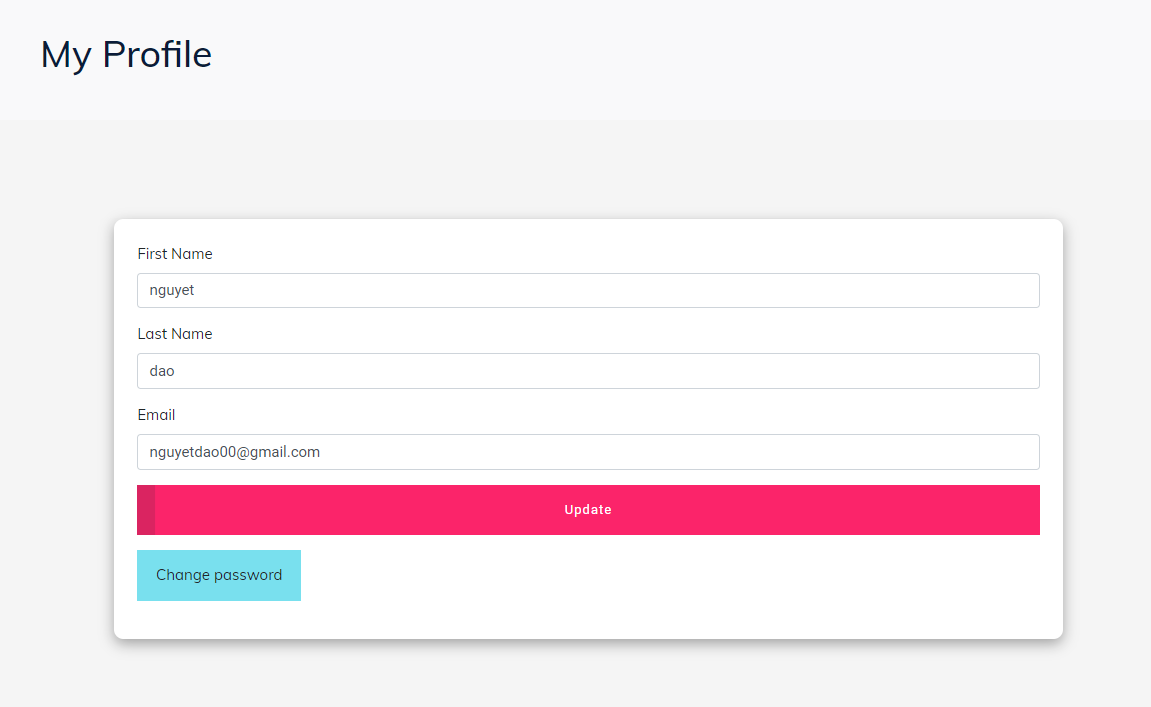 My Profile
First Name
nguyet
Last Name
dao
Email
nguyetdao00@gmail.com
Update
Change password